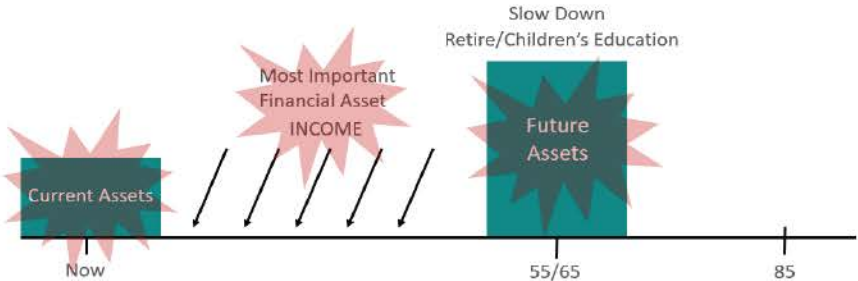 Slow Down
Retire/Children's Education
Most Important
Financial Asset
INCOME
Future
Assets
Current Assets
Now
55/65
85